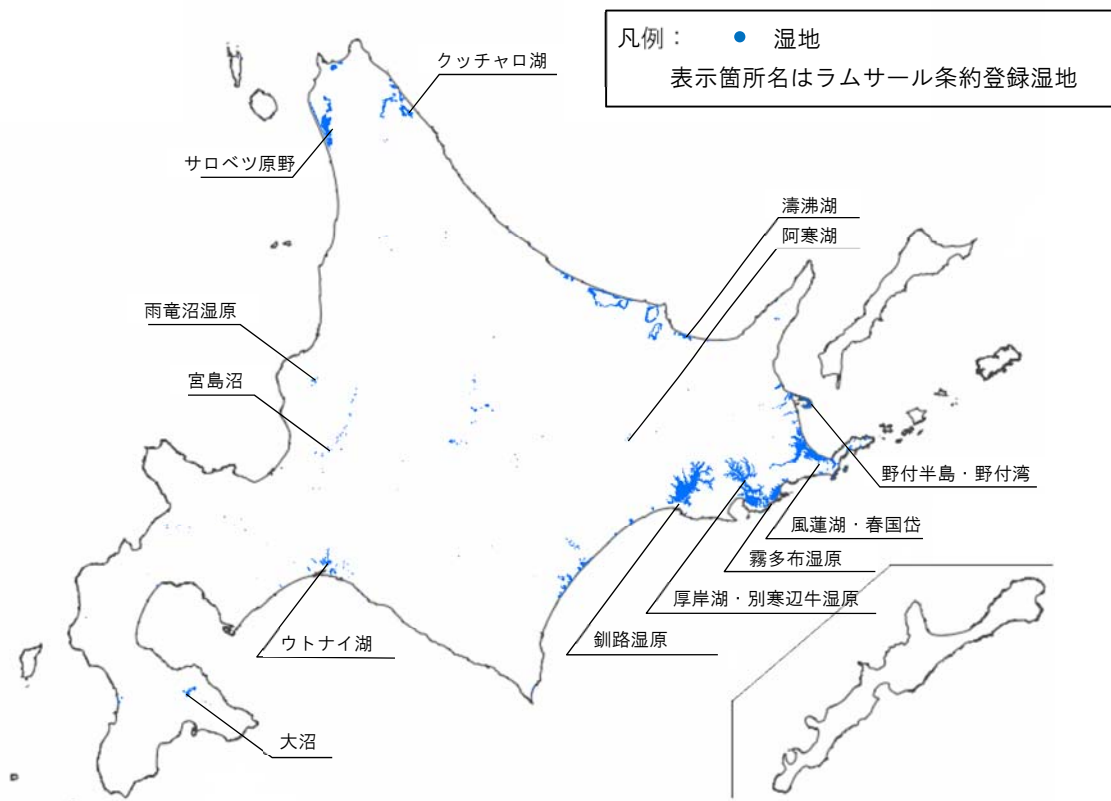 凡例： 湿地
表示箇所名はラムサール条約登録湿地
クッチャロ湖
サロベツ原野
濤沸湖
阿寒湖
雨竜沼湿原
宮島沼
野付半島・野付湾
風蓮湖・春国岱
霧多布湿原
厚岸湖・別寒辺牛湿原
釧路湿原
ウトナイ湖
大沼